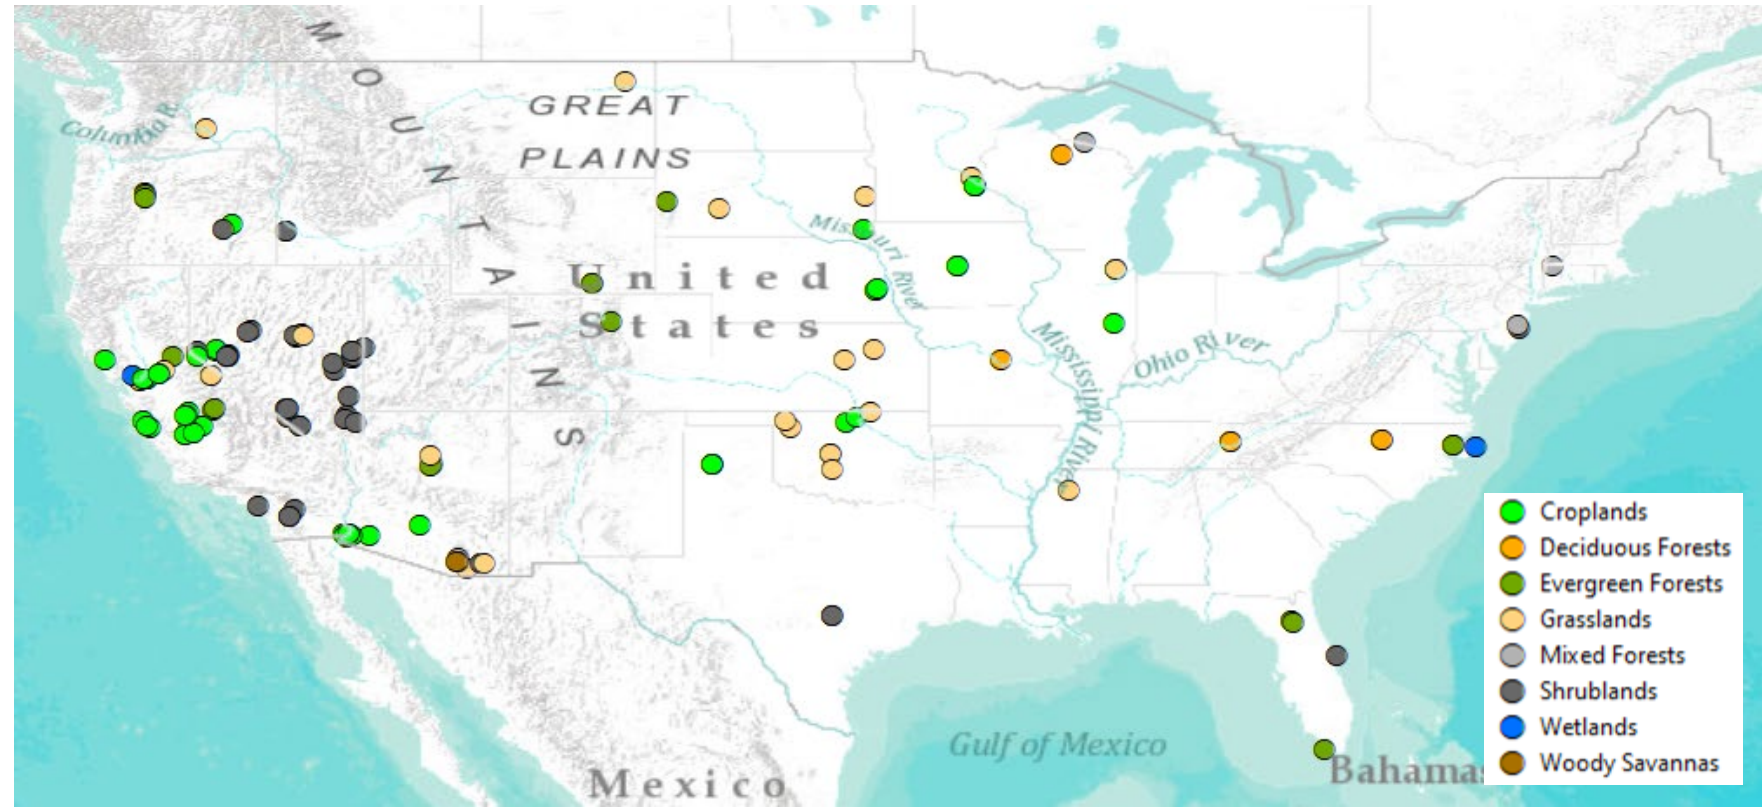 MOUNTAINS
Columbia R.
GREAT
PLAINS
Missouri River
United
States
Mississippi River
Ohio River
Gulf of Mexico
Mexico
Bahamas
Croplands
Deciduous Forests
Evergreen Forests
Grasslands
Mixed Forests
Shrublands
Wetlands
Woody Savannas